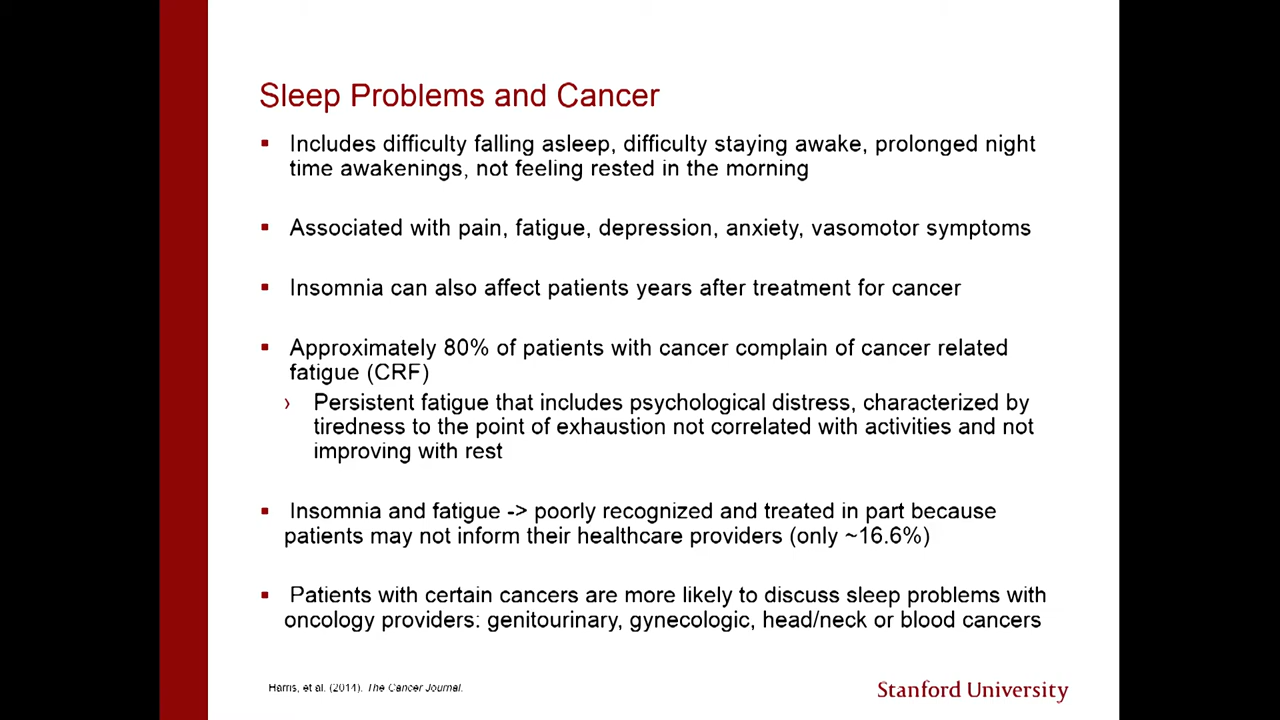 Sleep Problems and Cancer
▪ Includes difficulty falling asleep, difficulty staying awake, prolonged night
time awakenings, not feeling rested in the morning
▪ Associated with pain, fatigue, depression, anxiety, vasomotor symptoms
▪ Insomnia can also affect patients years after treatment for cancer
▪ Approximately 80% of patients with cancer complain of cancer related
fatigue (CRF)
› Persistent fatigue that includes psychological distress, characterized by
tiredness to the point of exhaustion not correlated with activities and not
improving with rest
▪ Insomnia and fatigue -> poorly recognized and treated in part because
patients may not inform their healthcare providers (only ~16.6%)
▪ Patients with certain cancers are more likely to discuss sleep problems with
oncology providers: genitourinary, gynecologic, head/neck or blood cancers
Harris, et al. (2014). The Cancer Journal.
Stanford University